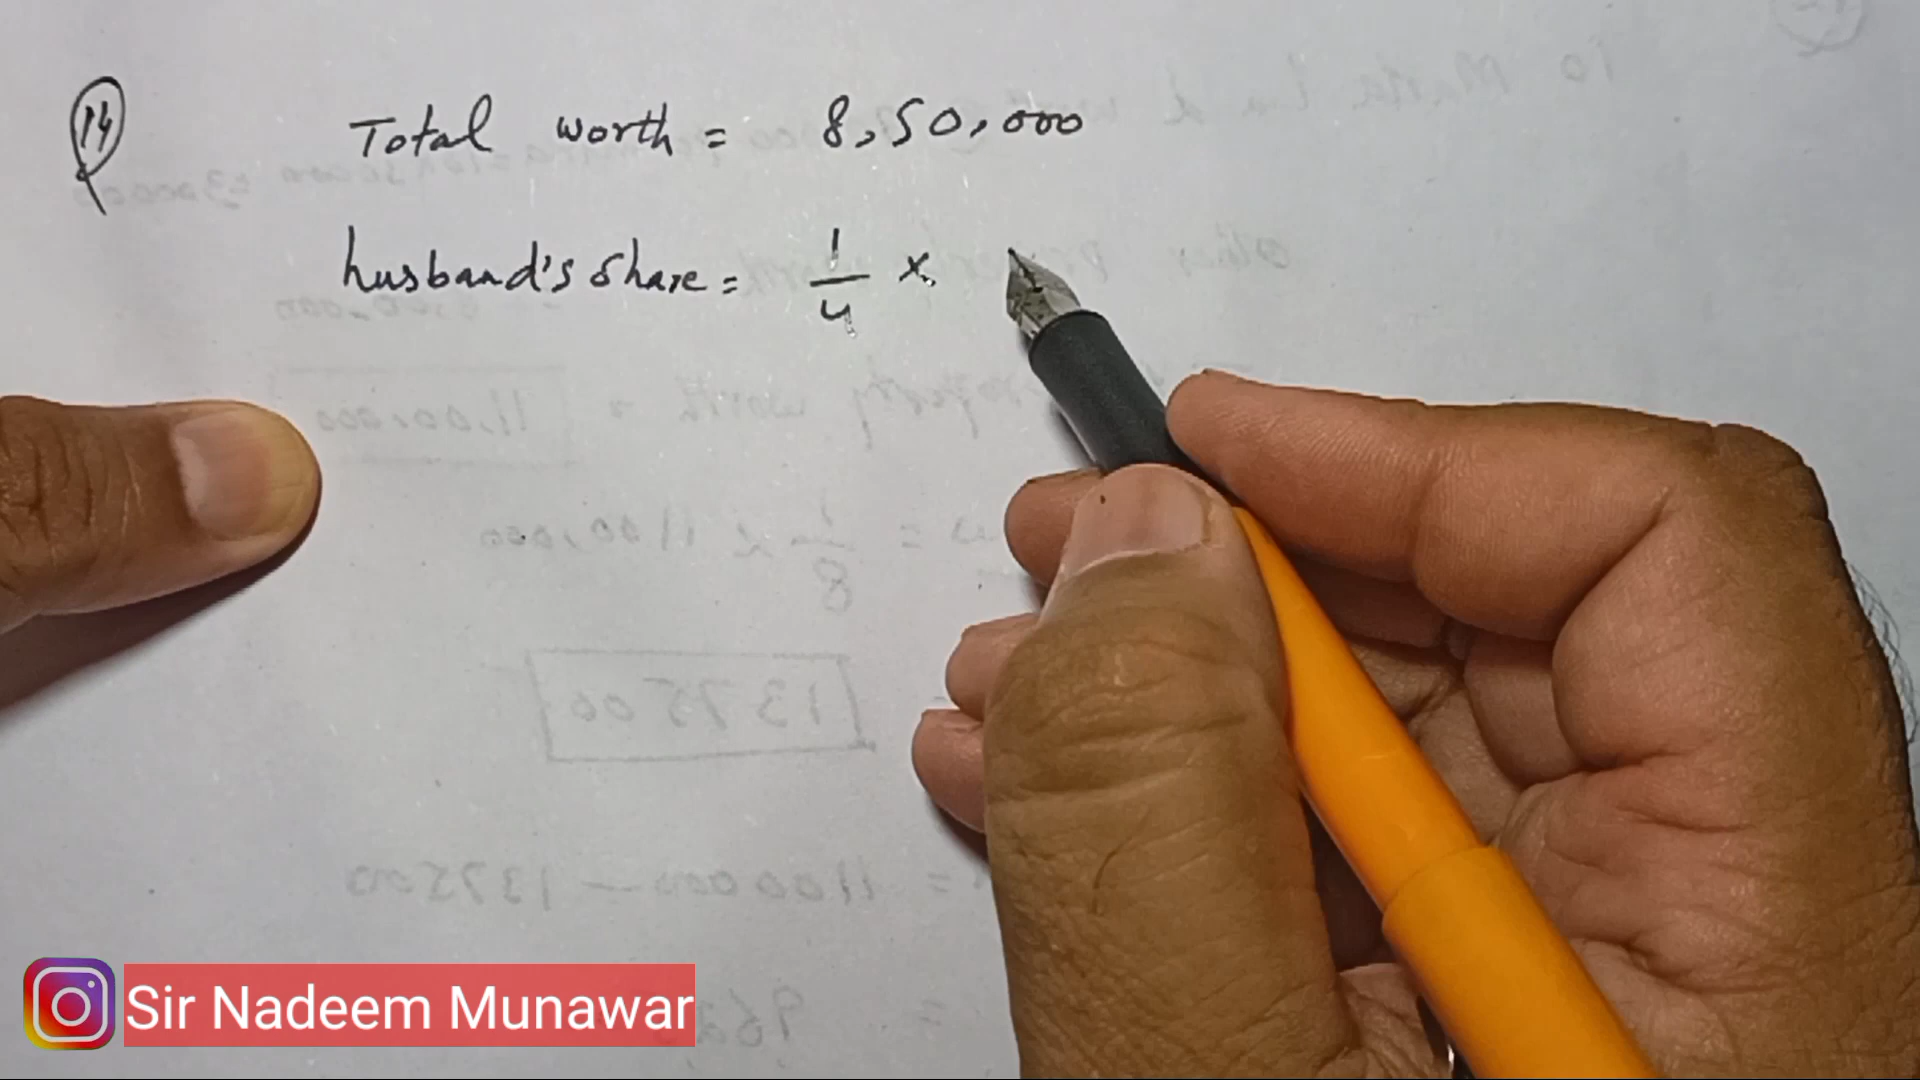 14
Total worth = 8,50,000
husband's share = 1/4 ×
Sir Nadeem Munawar